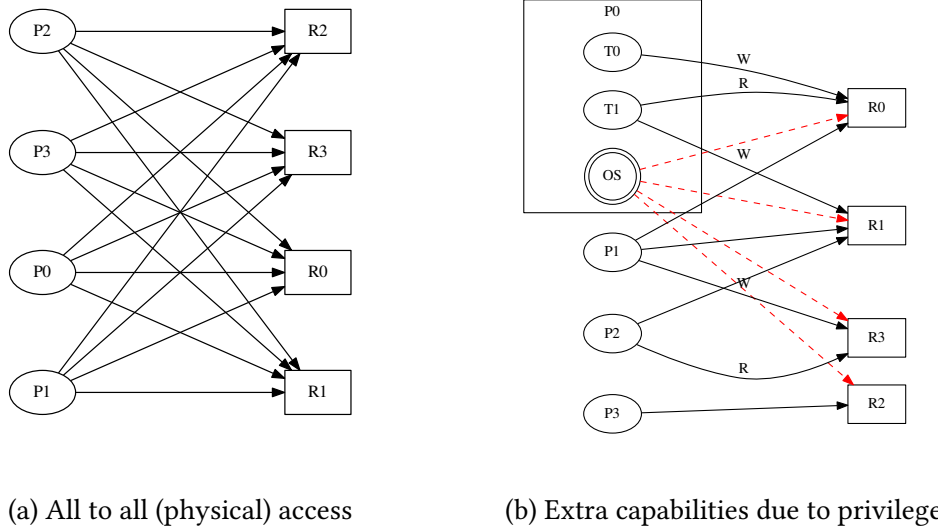 P2
R2
P3
R3
P0
R0
P1
R1
(a) All to all (physical) access
P0
T0
W
R
T1
R0
W
OS
R1
P1
W
P2
R3
R
R2
P3
(b) Extra capabilities due to privilege